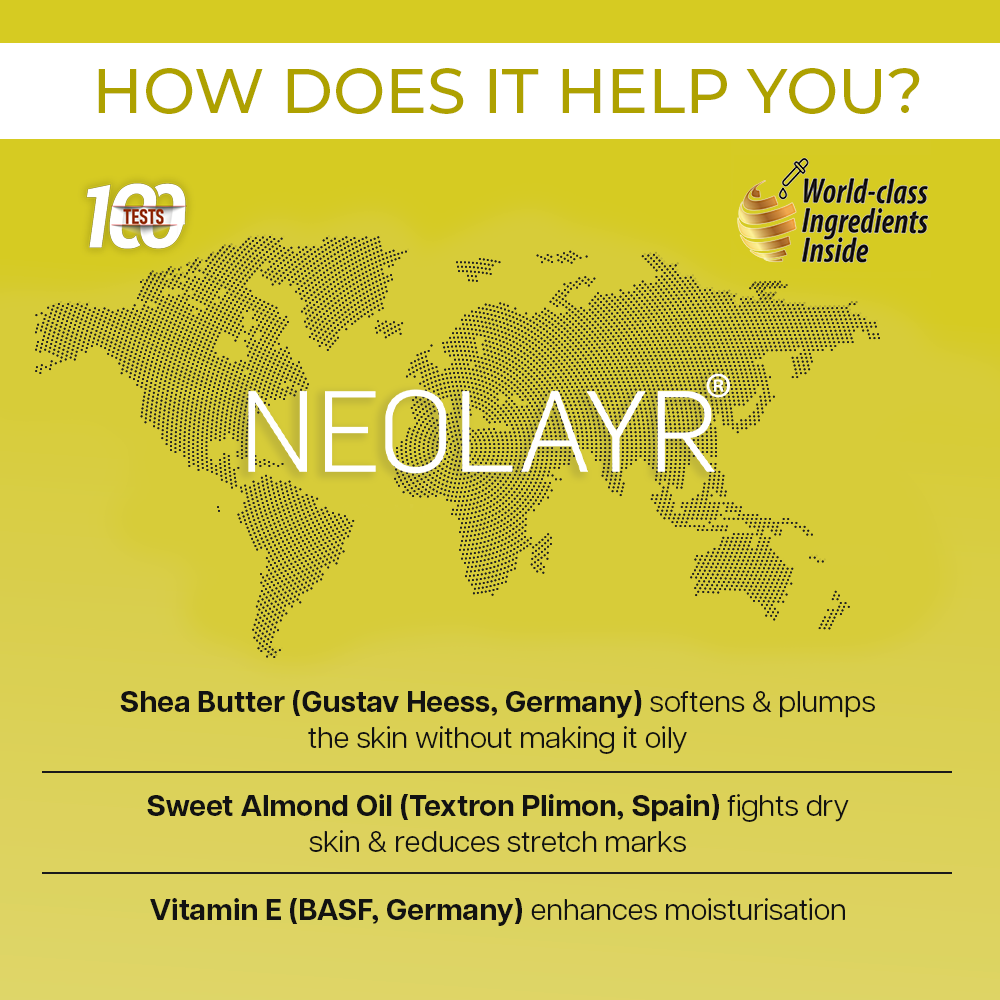 HOW DOES IT HELP YOU?
100
TESTS
World-class
Ingredients
Inside
NEOLAYR®
Shea Butter (Gustav Heess, Germany) softens & plumps
the skin without making it oily
Sweet Almond Oil (Textron Plimon, Spain) fights dry
skin & reduces stretch marks
Vitamin E (BASF, Germany) enhances moisturisation